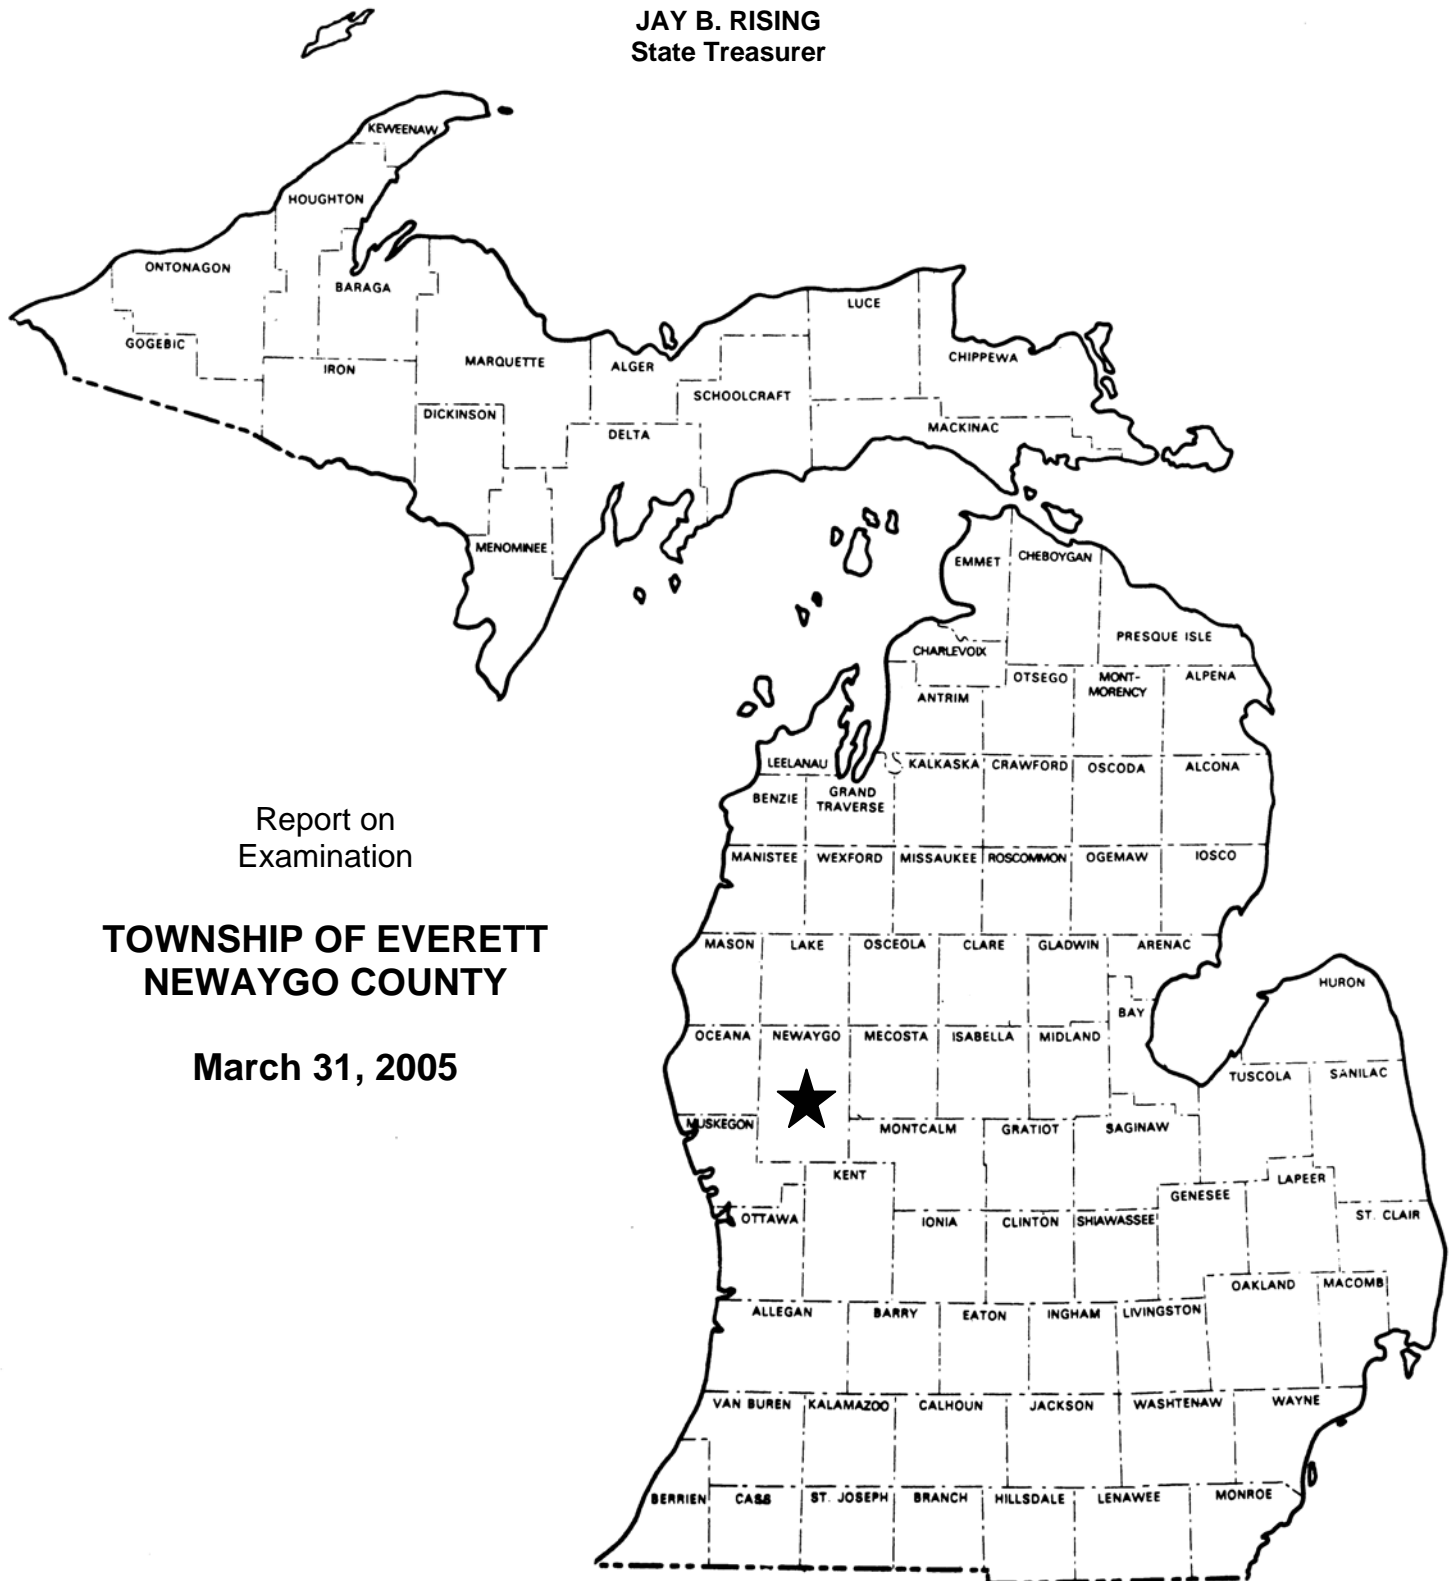 JAY B. RISING
State Treasurer
KEWEENAW
HOUGHTON
ONTONAGON
BARAGA
LUCE
GOGEBIC
IRON
MARQUETTE
ALGER
CHIPPEWA
SCHOOLCRAFT
DICKINSON
DELTA
MACKINAC
MENOMINEE
EMMET
CHEBOYGAN
PRESQUE ISLE
CHARLEVOIX
OTSEGO
MONT-
MORENCY
ALPENA
ANTRIM
LEELANAU
KALKASKA
CRAWFORD
OSCODA
ALCONA
BENZIE
GRAND
TRAVERSE
Report on
Examination
MANISTEE
WEXFORD
MISSAUKEE
ROSCOMMON
OGEMAW
IOSCO
TOWNSHIP OF EVERETT
NEWAYGO COUNTY
MASON
LAKE
OSCEOLA
CLARE
GLADWIN
ARENAC
HURON
BAY
March 31, 2005
OCEANA
NEWAYGO
MECOSTA
ISABELLA
MIDLAND
TUSCOLA
SANILAC
MUSKEGON
MONTCALM
GRATIOT
SAGINAW
KENT
LAPEER
GENESEE
OTTAWA
IONIA
CLINTON
SHIAWASSEE
ST. CLAIR
OAKLAND
MACOMB
ALLEGAN
BARRY
EATON
INGHAM
LIVINGSTON
VAN BUREN
KALAMAZOO
CALHOUN
JACKSON
WASHTENAW
WAYNE
BERRIEN
CASS
ST. JOSEPH
BRANCH
HILLSDALE
LENAWEE
MONROE